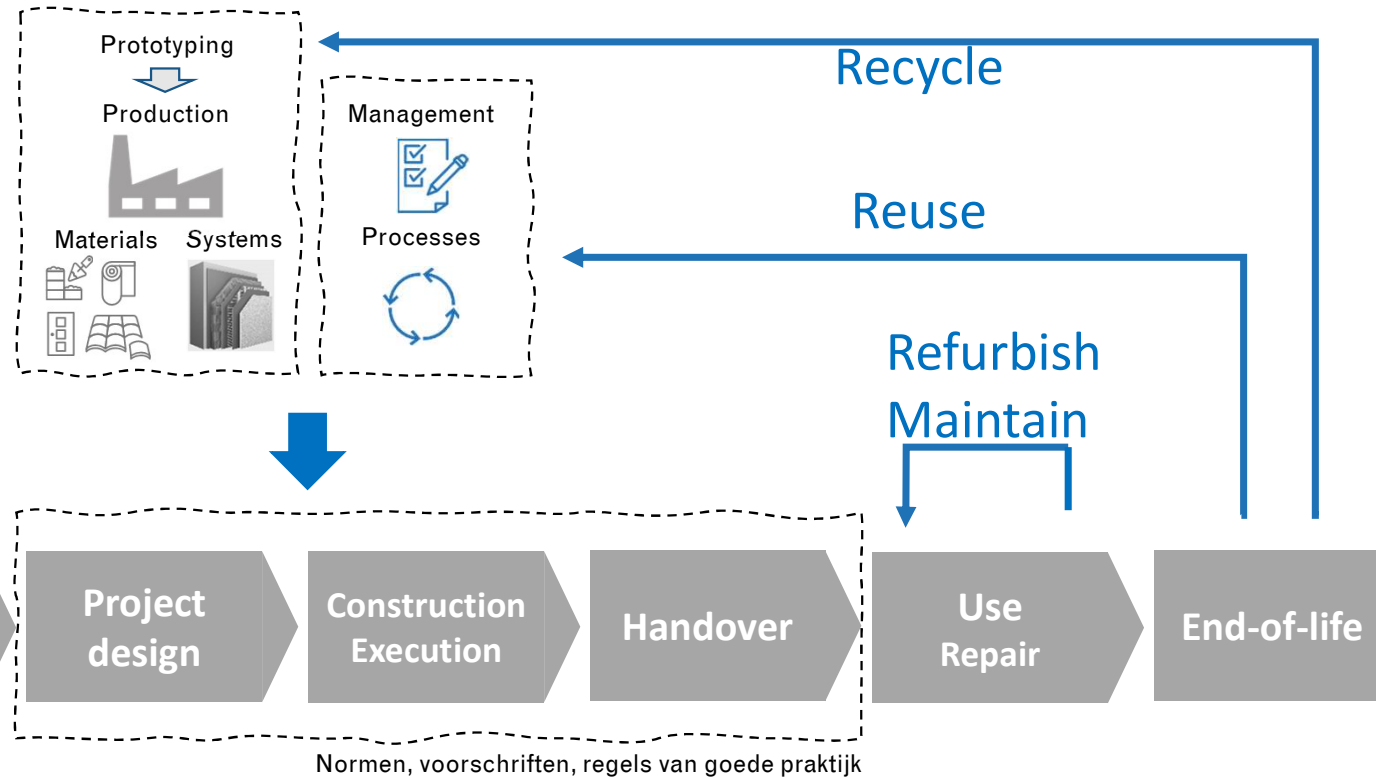 Prototyping
Production
Materials
Systems
Management
Processes
Recycle
Reuse
Refurbish
Maintain
Project
design
Construction
Execution
Handover
Use
Repair
End-of-life
Normen, voorschriften, regels van goede praktijk